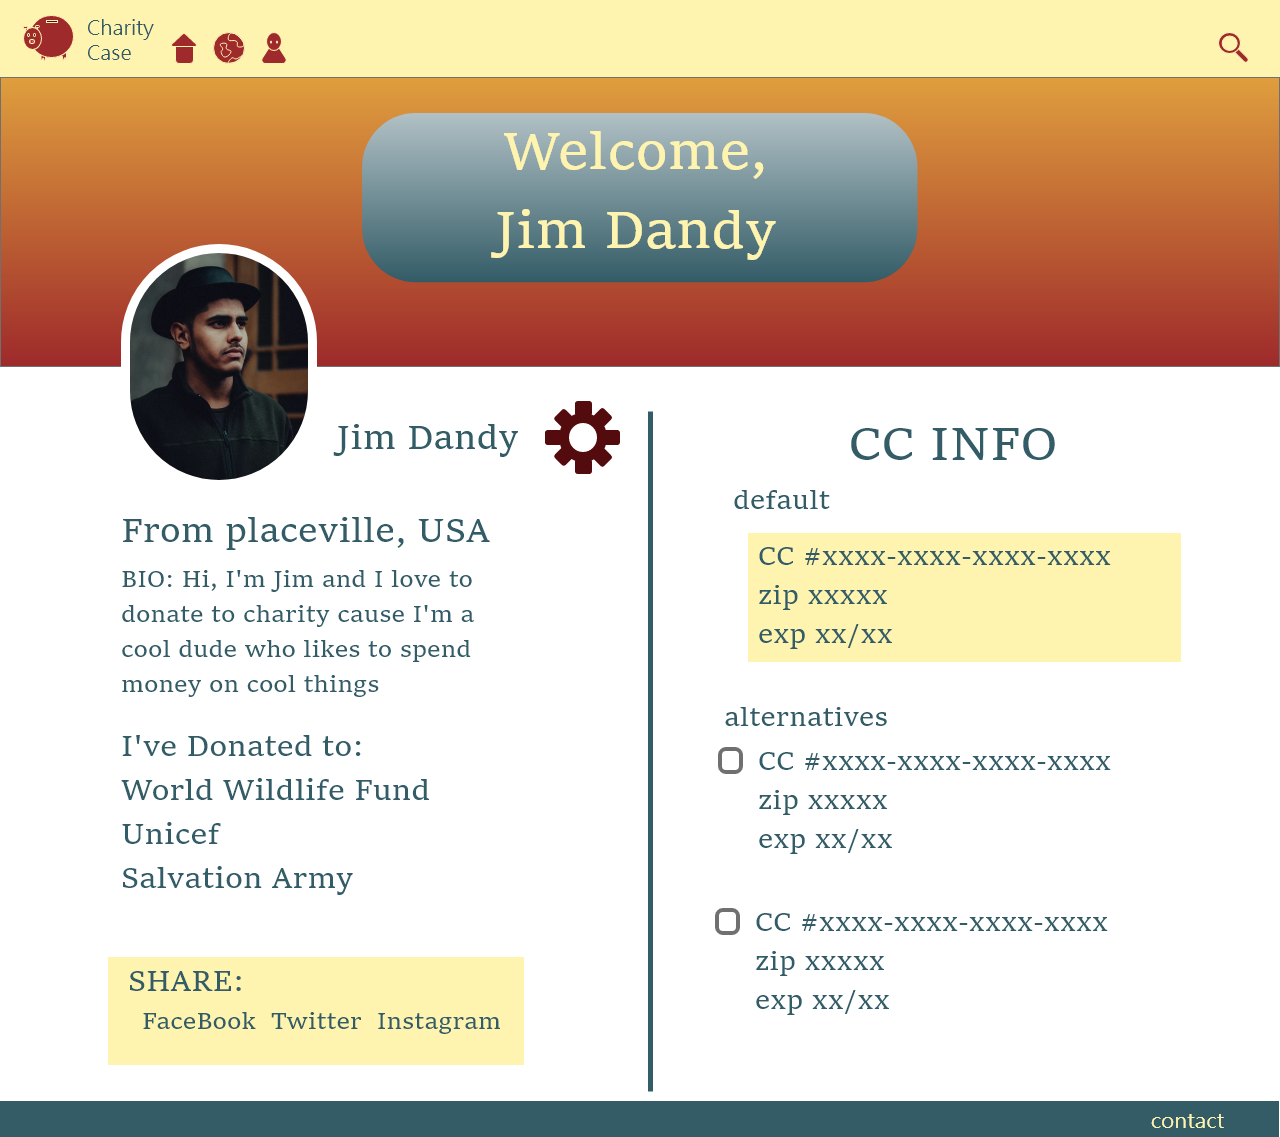 Charity
Case
Welcome,
Jim Dandy
Jim Dandy
From placeville, USA
BIO: Hi, I'm Jim and I love to
donate to charity cause I'm a
cool dude who likes to spend
money on cool things
I've Donated to:
World Wildlife Fund
Unicef
Salvation Army
SHARE:
FaceBook Twitter Instagram
CC INFO
default
CC #xxxx-xxxx-xxxx-xxxx
zip xxxxx
exp xx/xx
alternatives
CC #xxxx-xxxx-xxxx-xxxx
zip xxxxx
exp xx/xx
CC #xxxx-xxxx-xxxx-xxxx
zip xxxxx
exp xx/xx
contact